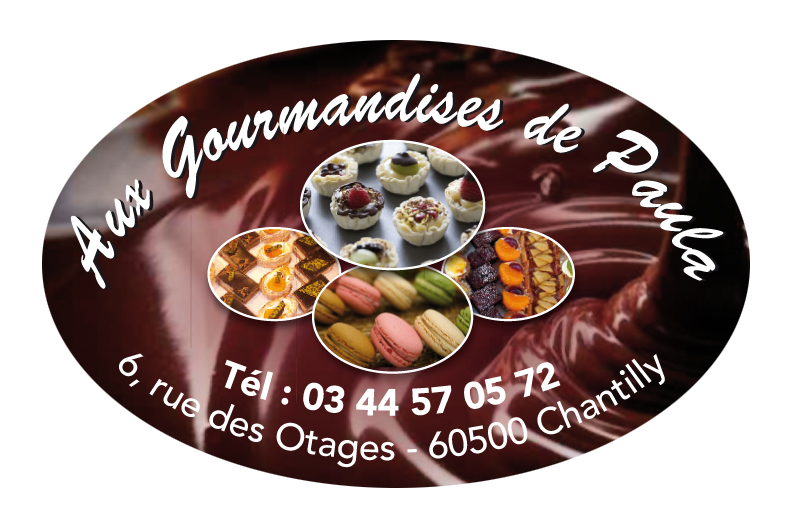 Aux Gourmandises de Paula
Tél : 03 44 57 05 72
6, rue des Otages - 60500 Chantilly